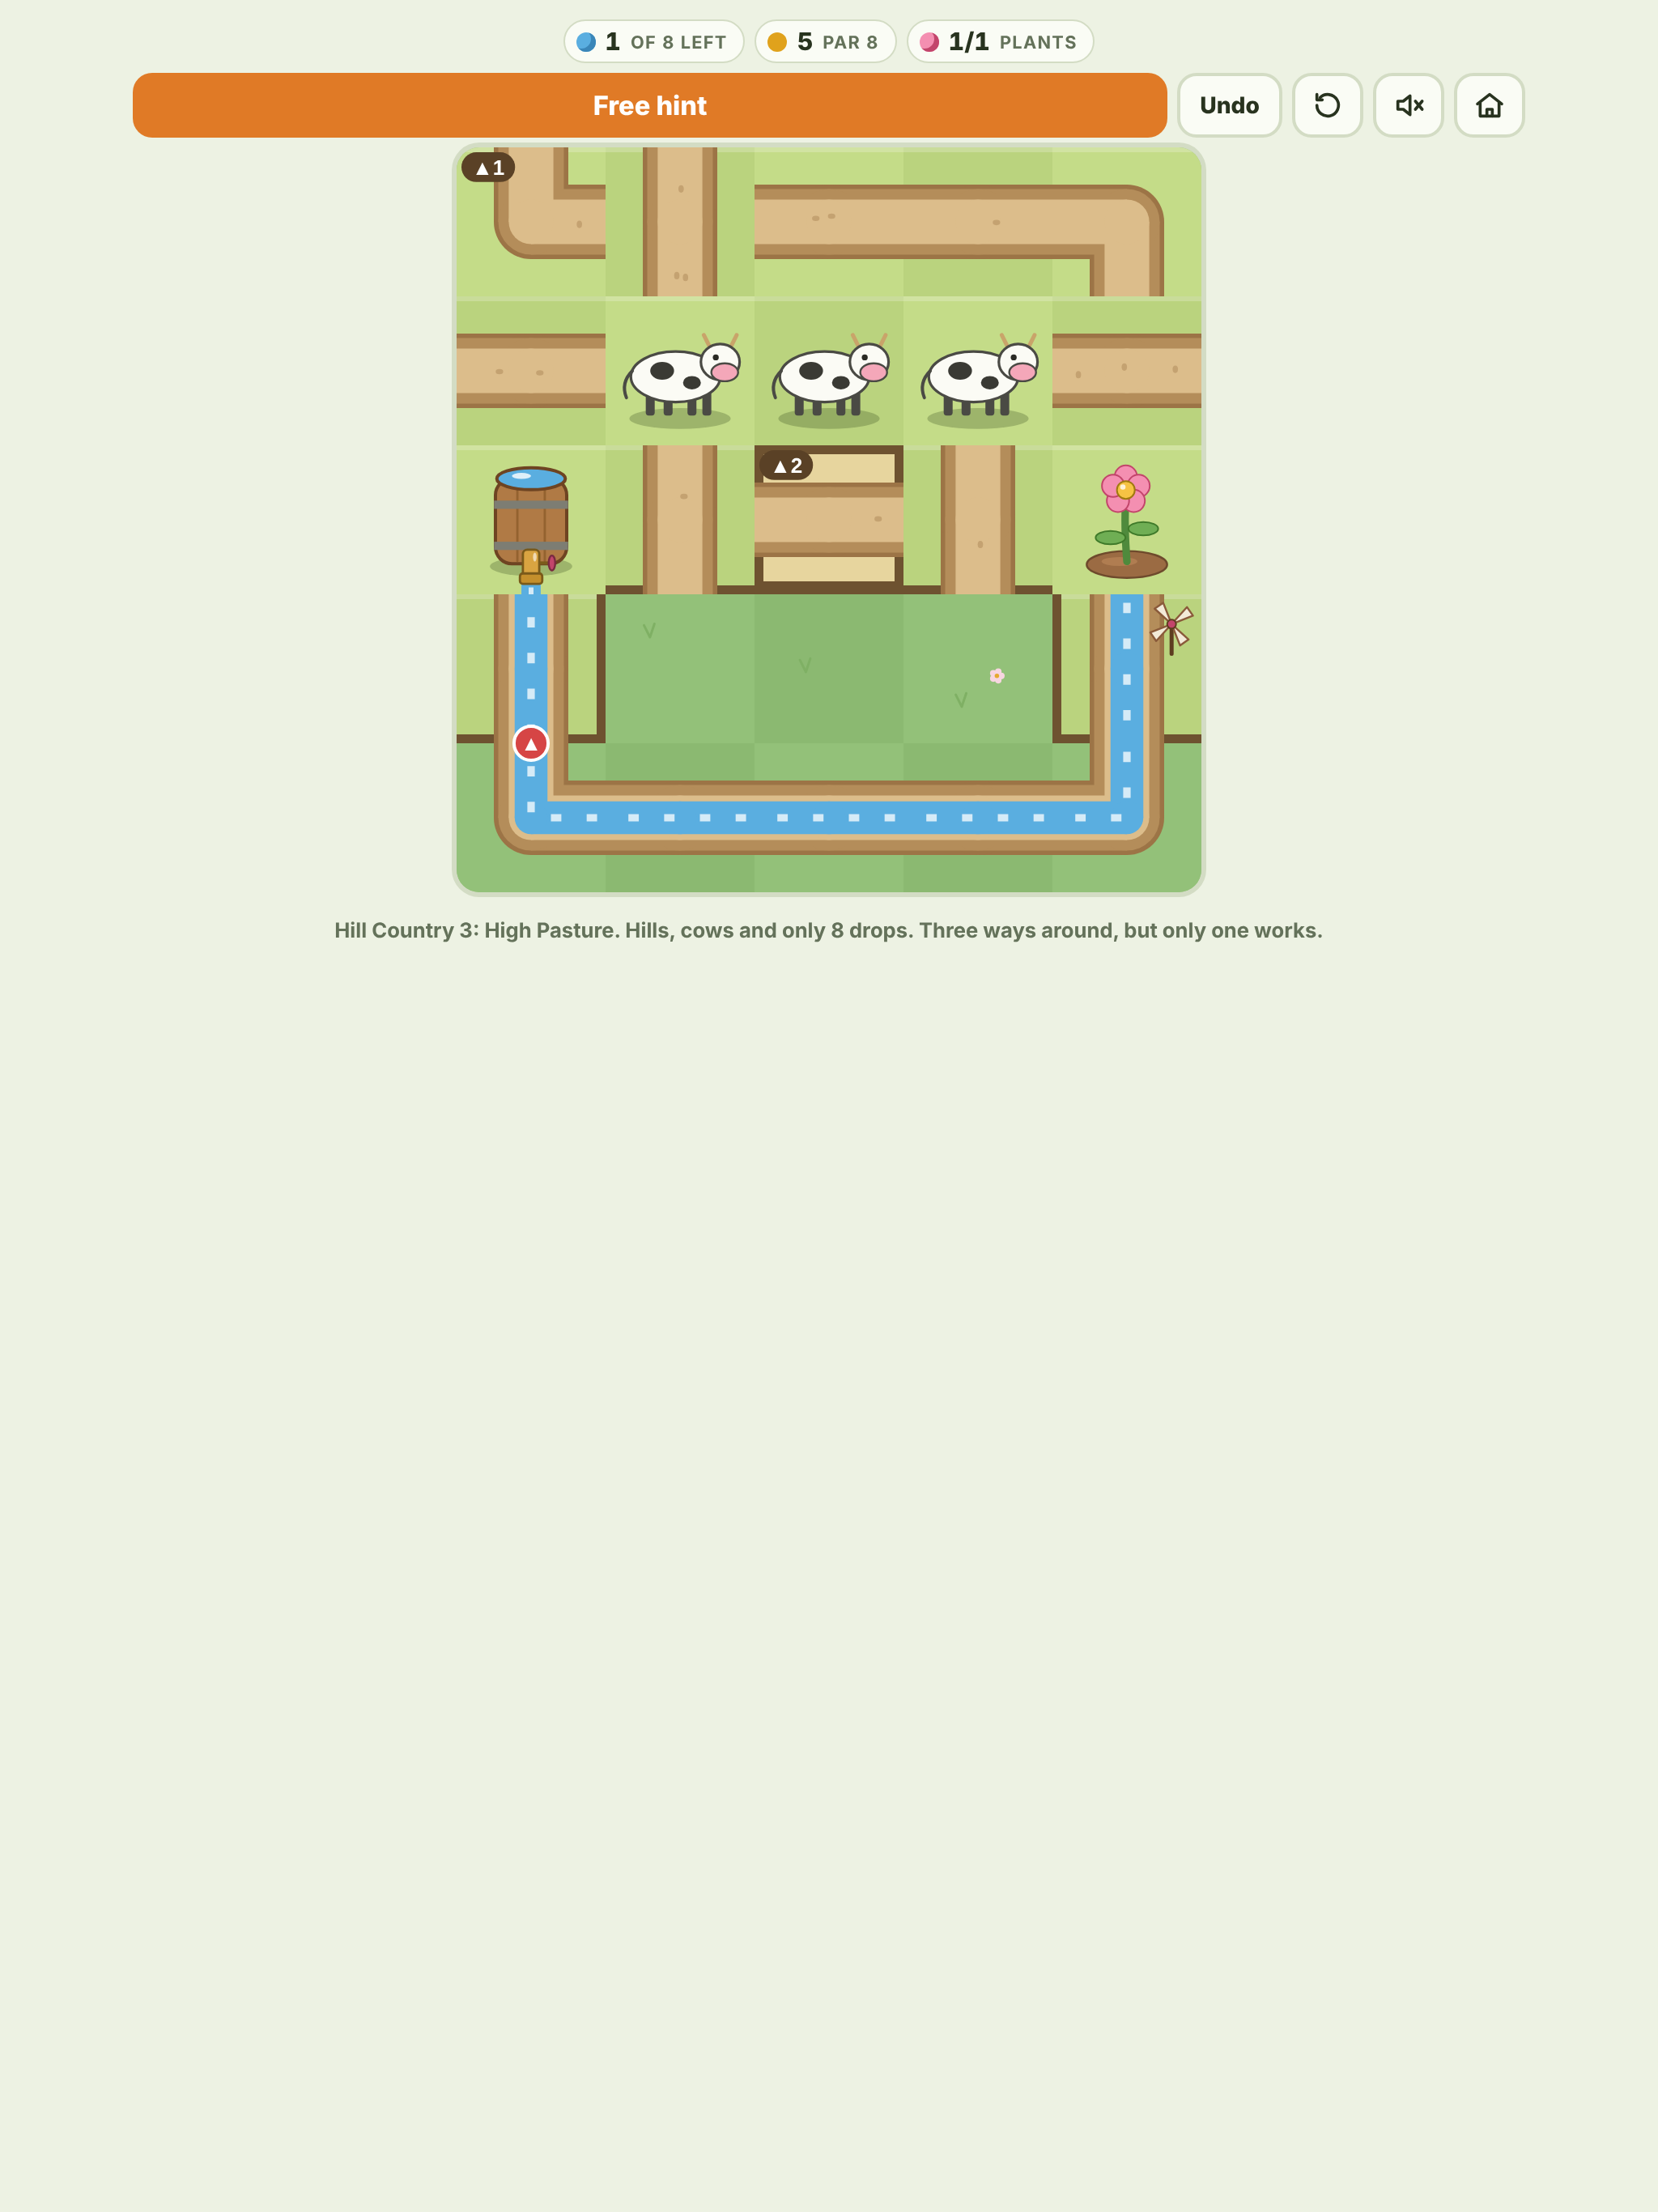 1 OF 8 LEFT 5 PAR 8 1/1 PLANTS
Free hint Undo
▲1
▲2
▲
Hill Country 3: High Pasture. Hills, cows and only 8 drops. Three ways around, but only one works.